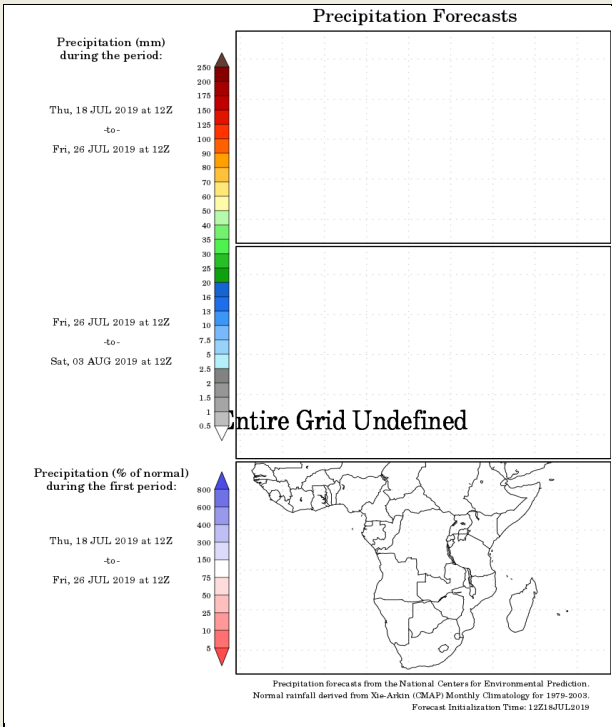 Precipitation Forecasts
Precipitation (mm)
during the period:
Thu, 18 JUL 2019 at 12Z
-to-
Fri, 26 JUL 2019 at 12Z
250
200
175
150
125
100
90
80
70
60
50
40
35
30
25
20
16
13
10
7.5
5
2.5
2
1.5
1
0.5
Fri, 26 JUL 2019 at 12Z
-to-
Sat, 03 AUG 2019 at 12Z
Entire Grid Undefined
Precipitation (% of normal)
during the first period:
Thu, 18 JUL 2019 at 12Z
-to-
Fri, 26 JUL 2019 at 12Z
800
600
400
300
150
75
50
25
10
5
Precipitation forecasts from the National Centers for Environmental Prediction.
Normal rainfall derived from Xie-Arkin (CMAP) Monthly Climatology for 1979-2003.
Forecast Initialization Time: 12Z18JUL2019